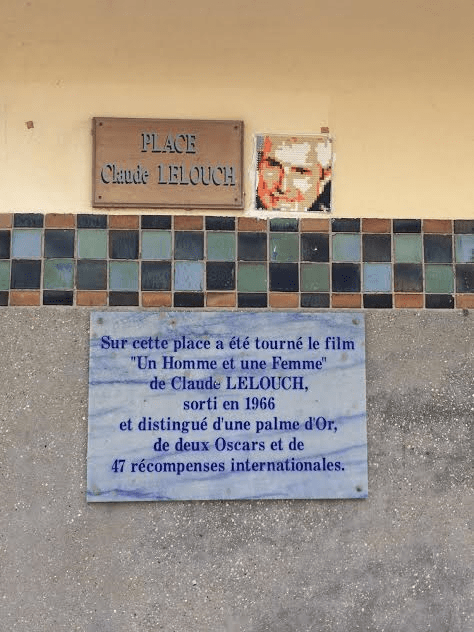 PLACE
Claude LELOUCH
Sur cette place a été tourné le film
"Un Homme et une Femme"
de Claude LELOUCH,
sorti en 1966
et distingué d'une palme d'Or,
de deux Oscars et de
47 récompenses internationales.